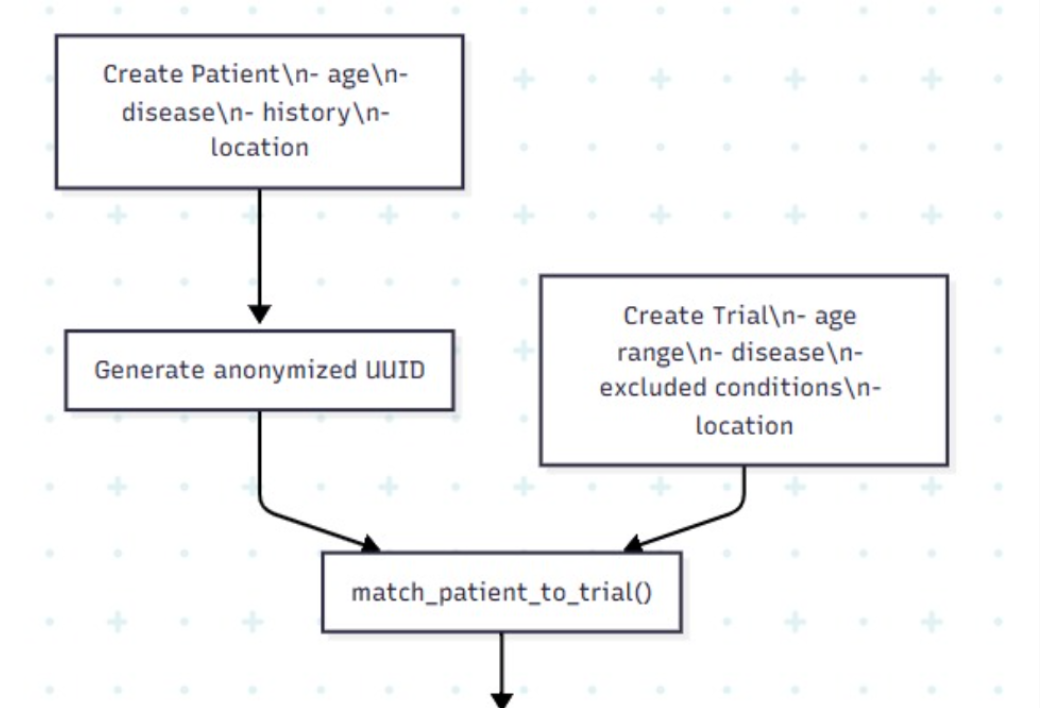 Create Patient\n- age\n-
disease\n- history\n-
location
Generate anonymized UUID
Create Trial\n- age
range\n- disease\n-
excluded conditions\n-
location
match_patient_to_trial()